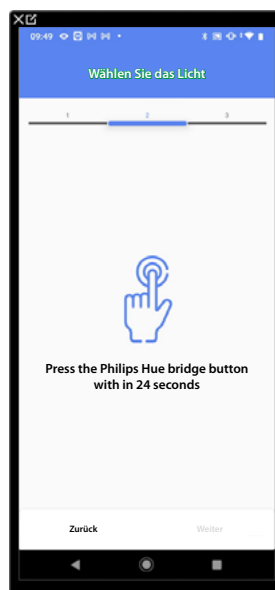 09:49
Wählen Sie das Licht
1 2 3
Press the Philips Hue bridge button
with in 24 seconds
Zurück Weiter